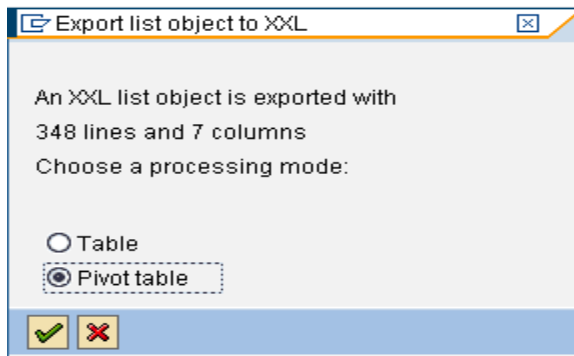 Export list object to XXL
An XXL list object is exported with
348 lines and 7 columns
Choose a processing mode:
Table
Pivot table